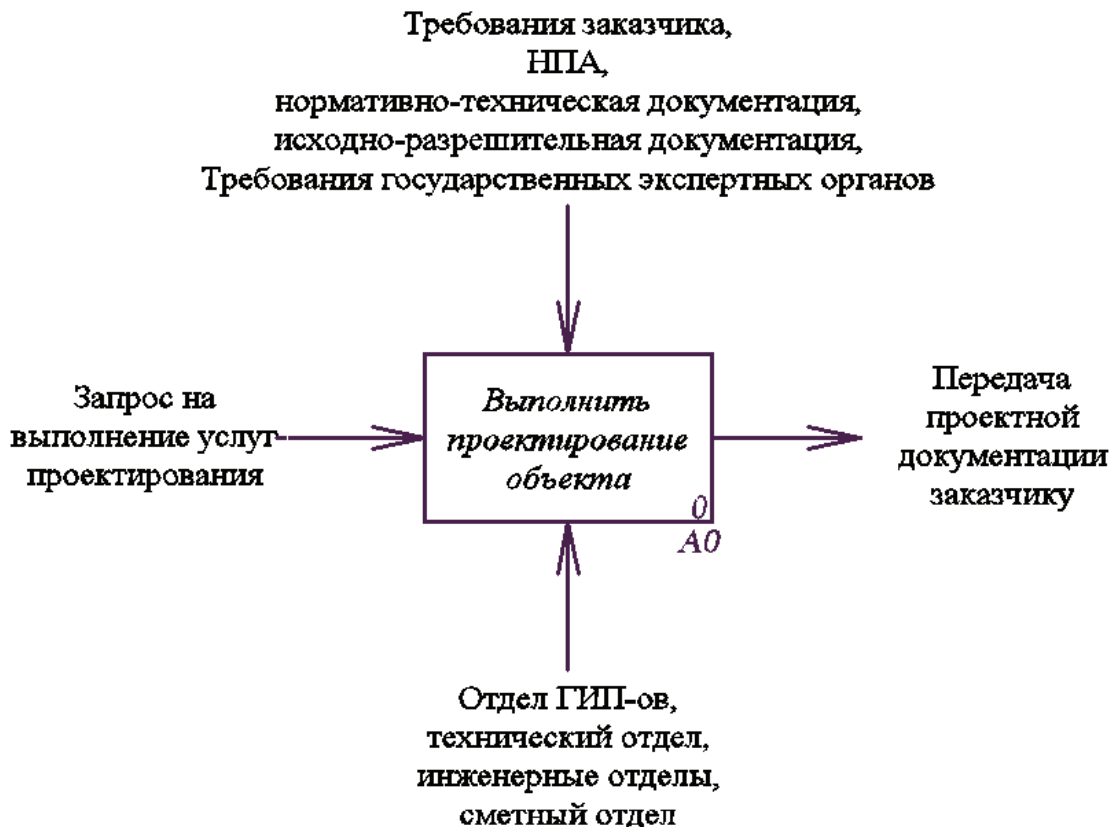 Требования заказчика,
НПА,
нормативно-техническая документация,
исходно-разрешительная документация,
Требования государственных экспертных органов
Запрос на
выполнение услуг
проектирования
Выполнить
проектирование
объекта
0
A0
Передача
проектной
документации
заказчику
Отдел ГИП-ов,
технический отдел,
инженерные отделы,
сметный отдел